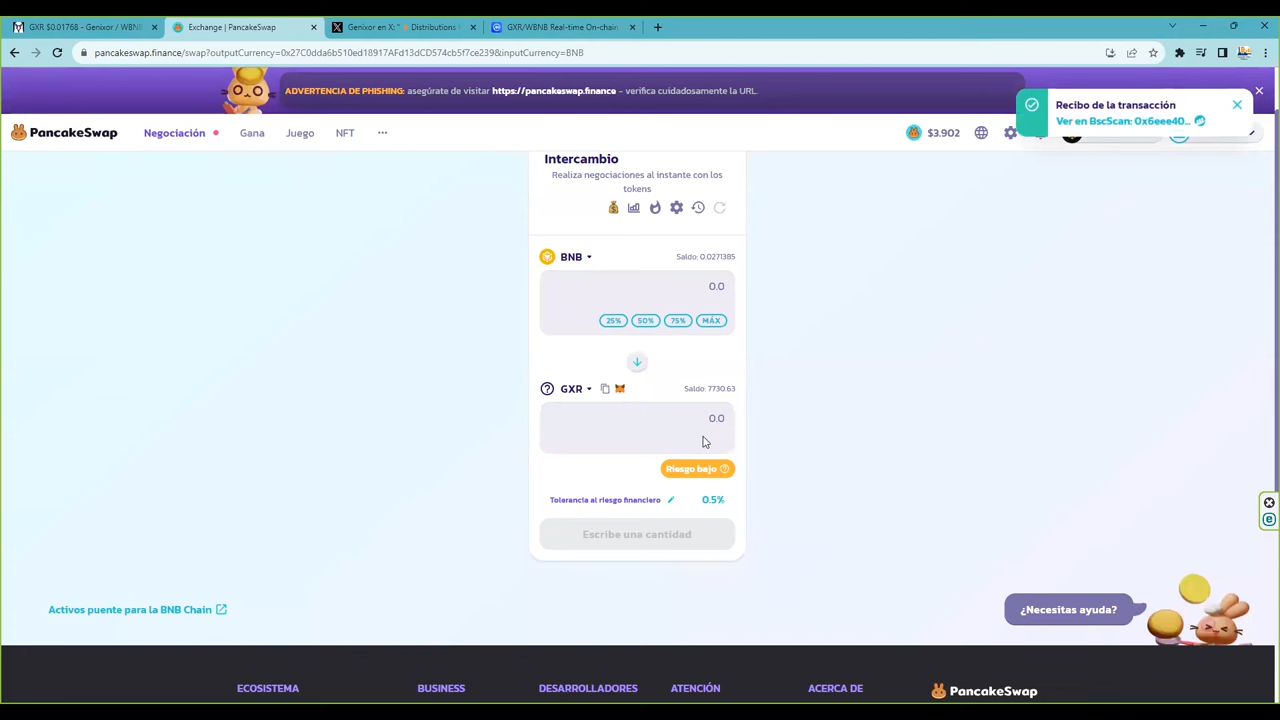 GXR $0.01768 - Genixor / WBNB
Exchange | PancakeSwap
Genixor en X: "
Distributions
GXR/WBNB Real-time On-chain
pancakeswap.finance/swap?outputCurrency=0x27C0dda6b510ed18917AFd13dCD574cb5f7ce239&inputCurrency=BNB
ADVERTENCIA DE PHISHING: asegúrate de visitar https://pancakeswap.finance - verifica cuidadosamente la URL.
Recibo de la transacción
Ver en BscScan: 0x6eee40...
PancakeSwap
Negociación
Gana
Juego
NFT
$3.902
Intercambio
Realiza negociaciones al instante con los
tokens
BNB
Saldo: 0.0271385
0.0
25%
50%
75%
MÁX
GXR
Saldo: 7730.63
0.0
Riesgo bajo
Tolerancia al riesgo financiero
0.5%
Escribe una cantidad
Activos puente para la BNB Chain
¿Necesitas ayuda?
ECOSISTEMA
BUSINESS
DESARROLLADORES
ATENCIÓN
ACERCA DE
PancakeSwap